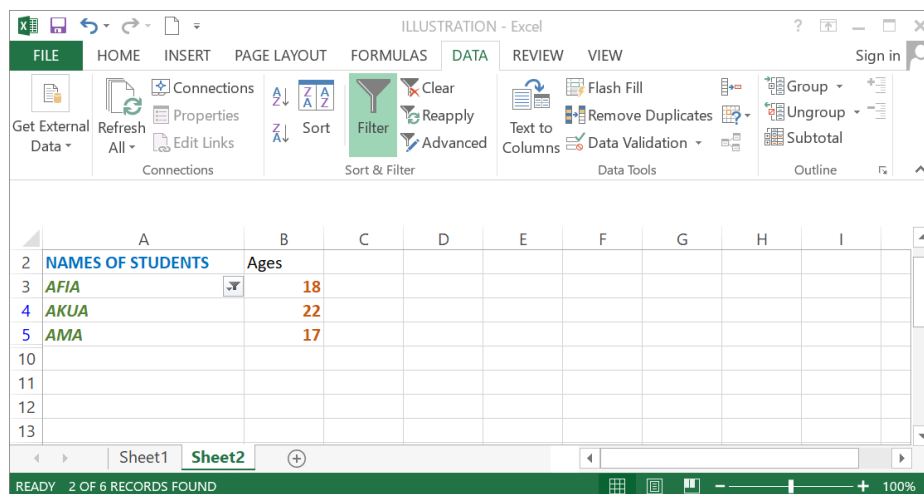 ILLUSTRATION - Excel
?
FILE HOME INSERT PAGE LAYOUT FORMULAS DATA REVIEW VIEW Sign in
Get External Data
Refresh All
Connections
Properties
Edit Links
Connections
A Z
Z A
Z A A Z
Sort
Filter
Clear
Reapply
Advanced
Sort & Filter
Text to Columns
Flash Fill
Remove Duplicates
Data Validation
Data Tools
Group
Ungroup
Subtotal
Outline
A B C D E F G H I
2 NAMES OF STUDENTS Ages
3 AFIA 18
4 AKUA 22
5 AMA 17
10
11
12
13
Sheet1 Sheet2
READY 2 OF 6 RECORDS FOUND 100%